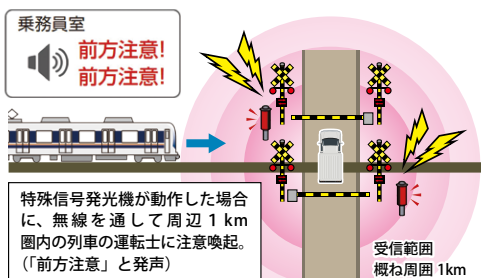 乗務員室
前方注意!
前方注意!
特殊信号発光機が動作した場合
に、無線を通して周辺1km
圏内の列車の運転士に注意喚起。
(「前方注意」と発声)
受信範囲
概ね周囲1km